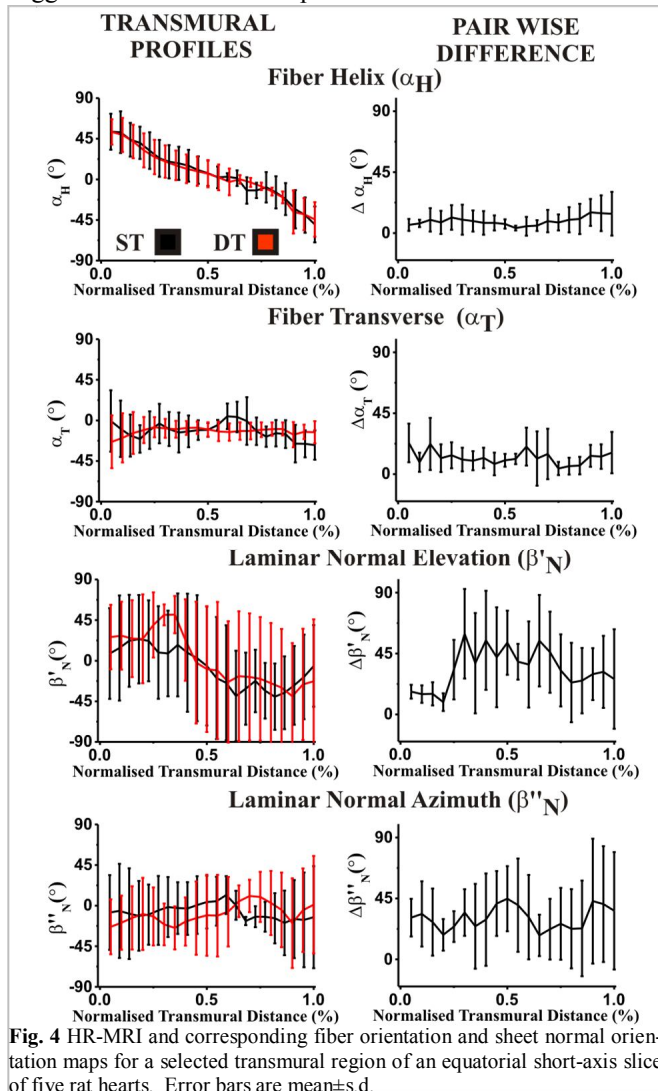 TRANSMURAL PROFILES
PAIR WISE DIFFERENCE
Fiber Helix (αH)
90
45
0
-45
-90
αH (°)
ST
DT
0.0 0.5 1.0
Normalised Transmural Distance (%)
90
45
0
Δ αH (°)
0.0 0.5 1.0
Normalised Transmural Distance (%)
Fiber Transverse (αT)
90
45
0
-45
-90
αT (°)
0.0 0.5 1.0
Normalised Transmural Distance (%)
90
45
0
ΔαT (°)
0.0 0.5 1.0
Normalised Transmural Distance (%)
Laminar Normal Elevation (β'N)
90
45
0
-45
-90
β'N(°)
0.0 0.5 1.0
Normalised Transmural Distance (%)
90
45
0
Δβ'N(°)
0.0 0.5 1.0
Normalised Transmural Distance (%)
Laminar Normal Azimuth (β"N)
90
45
0
-45
-90
β"N(°)
0.0 0.5 1.0
Normalised Transmural Distance (%)
90
45
0
Δβ"N(°)
0.0 0.5 1.0
Normalised Transmural Distance (%)
Fig. 4 HR-MRI and corresponding fiber orientation and sheet normal orien-
tation maps for a selected transmural region of an equatorial short-axis slice
of five rat hearts. Error bars are mean±s.d.